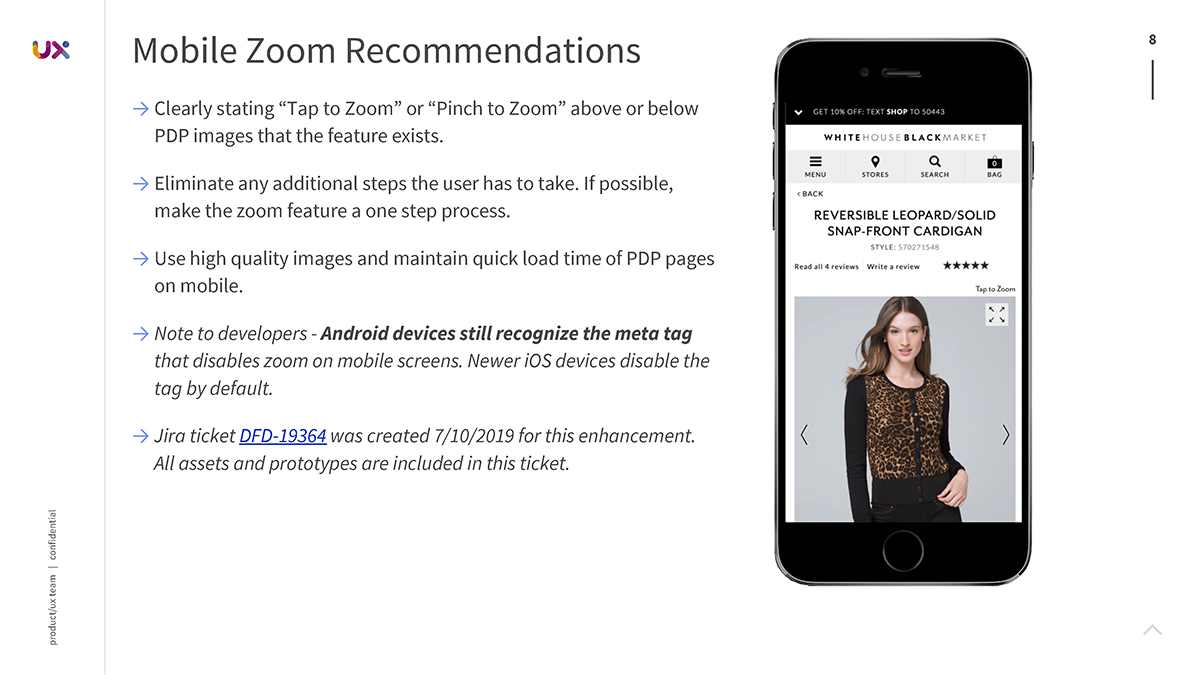 UX
Mobile Zoom Recommendations
8
→ Clearly stating “Tap to Zoom” or “Pinch to Zoom” above or below
PDP images that the feature exists.
→ Eliminate any additional steps the user has to take. If possible,
make the zoom feature a one step process.
→ Use high quality images and maintain quick load time of PDP pages
on mobile.
→ Note to developers - Android devices still recognize the meta tag
that disables zoom on mobile screens. Newer iOS devices disable the
tag by default.
→ Jira ticket DFD-19364 was created 7/10/2019 for this enhancement.
All assets and prototypes are included in this ticket.
product/ux team | confidential
GET 10% OFF: TEXT SHOP TO 50443
WHITEHOUSEBLACKMARKET
0
MENU STORES SEARCH BAG
‹ BACK
REVERSIBLE LEOPARD/SOLID
SNAP-FRONT CARDIGAN
STYLE: 570271548
Read all 4 reviews | Write a review ★★★★★
Tap to Zoom